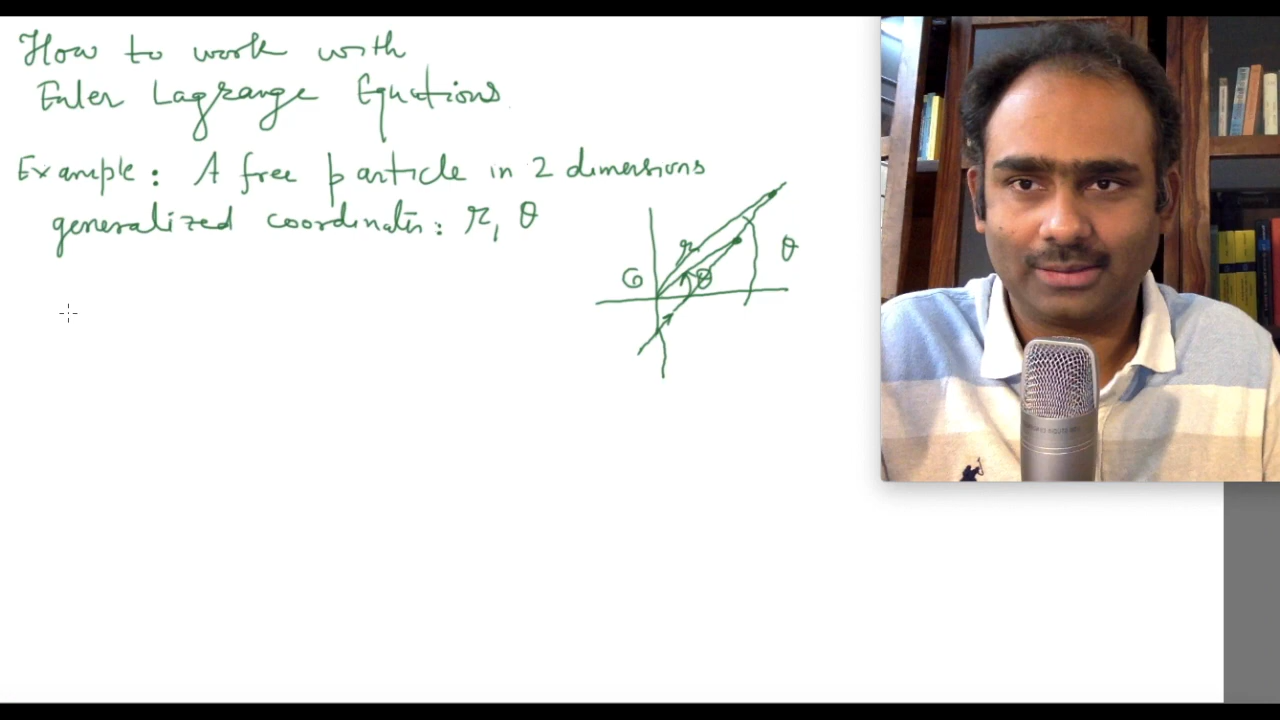 How to work with
Euler Lagrange Equations.
Example: A free particle in 2 dimensions
generalized coordinates: r, θ
r
θ
G
θ